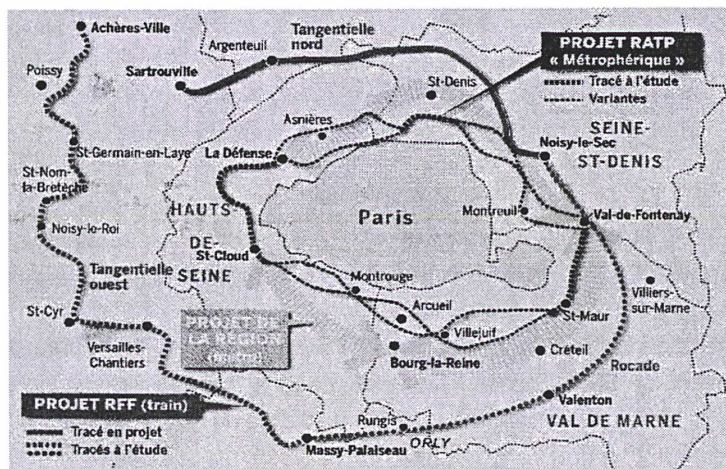 Achères-Ville
Tangentielle
nord
Argenteuil
PROJET RATP
« Métrophérique »
Tracé à l'étude
Variantes
Poissy
Sartrouville
St-Denis
Asnières
SEINE-
ST-DENIS
St-Germain-en-Laye
La Défense
Noisy-le-Sec
St-Nom-
la-Bretèche
HAUTS-
DE-
SEINE
Paris
Montreuil
Val-de-Fontenay
Noisy-le-Roi
St-Cloud
Tangentielle
ouest
Montrouge
Villiers-
sur-Marne
St-Cyr
Arcueil
St-Maur
PROJET DE
LA RÉGION
Villejuif
Versailles-
Chantiers
Bourg-la-Reine
Créteil
Rocade
PROJET RFF (train)
Tracé en projet
Tracés à l'étude
Valenton
VAL DE MARNE
Rungis
ORLY
Massy-Palaiseau